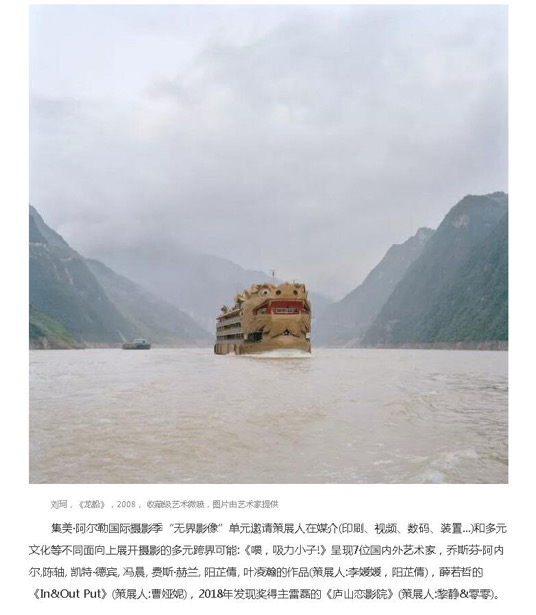 刘珂，《龙船》，2008， 收藏级艺术微喷，图片由艺术家提供
集美·阿尔勒国际摄影季“无界影像”单元邀请策展人在媒介(印刷、视频、数码、装置...)和多元
文化等不同面向上展开摄影的多元跨界可能:《喂，吸力小子!》呈现7位国内外艺术家，乔斯芬·阿内
尔,陈轴, 凯特·德宾, 冯晨, 费斯·赫兰, 阳芷倩, 叶凌瀚的作品(策展人:李媛媛，阳芷倩)，薛若哲的
《In&Out Put》(策展人:曹娅妮)，2018年发现奖得主雷磊的《庐山恋影院》(策展人:黎静&零零)。